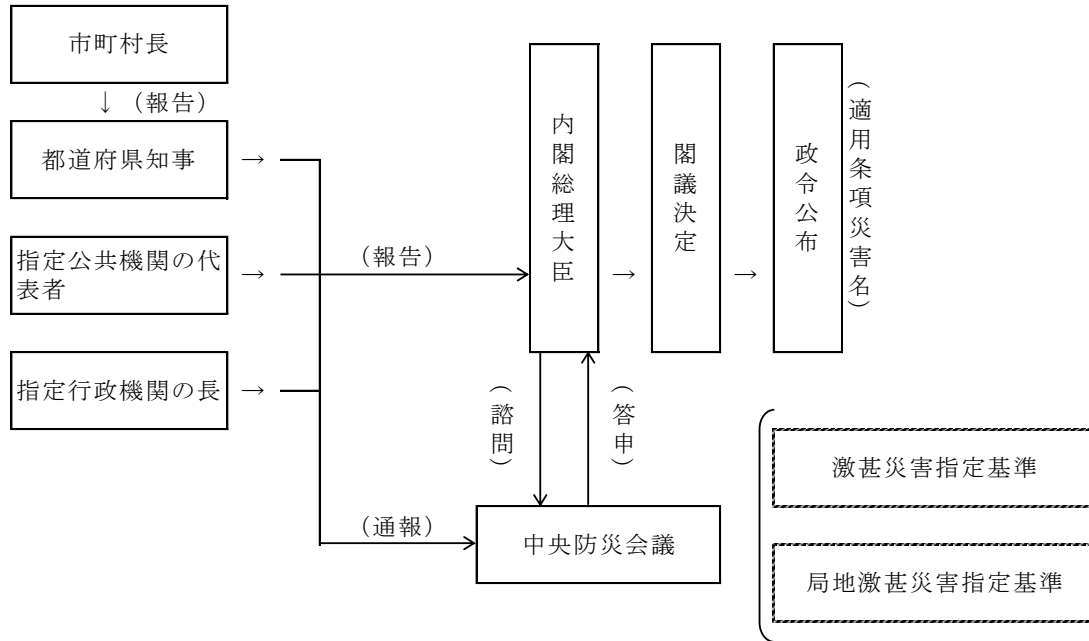 市町村長
↓（報告）
都道府県知事 →
指定公共機関の代
表者 →
指定行政機関の長 →
（報告）
（通報）
内閣総理大臣
→
閣議決定
→
政令公布
（適用条項災害名）
（諮問）
（答申）
中央防災会議
激甚災害指定基準
局地激甚災害指定基準